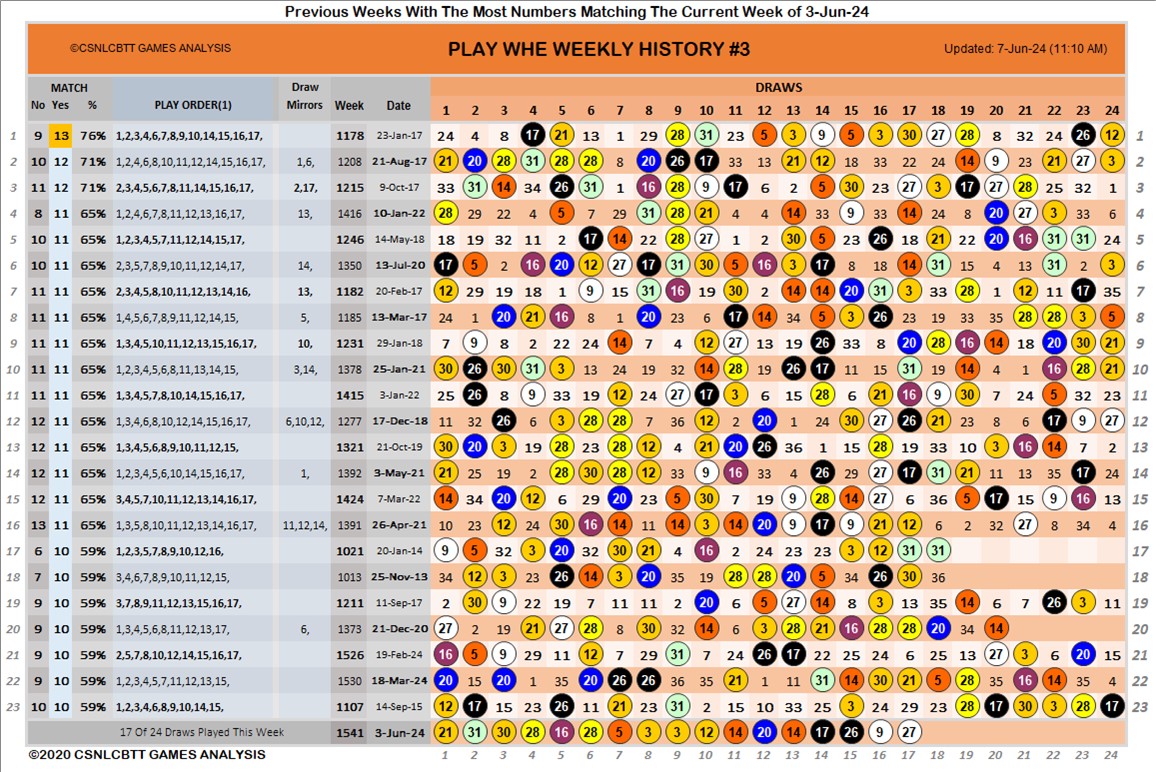 Previous Weeks With The Most Numbers Matching The Current Week of 3-Jun-24
©CSNLCBTT GAMES ANALYSIS PLAY WHE WEEKLY HISTORY #3 Updated: 7-Jun-24 (11:10 AM)
MATCH Draw DRAWS
No Yes % PLAY ORDER(1) Mirrors Week Date 1 2 3 4 5 6 7 8 9 10 11 12 13 14 15 16 17 18 19 20 21 22 23 24
1 9 13 76% 1,2,3,4,6,7,8,9,10,14,15,16,17, 1178 23-Jan-17 24 4 8 17 21 13 1 29 28 31 23 5 3 9 5 3 30 27 28 8 32 24 26 12 1
2 10 12 71% 1,2,4,6,8,10,11,12,14,15,16,17, 1,6, 1208 21-Aug-17 21 20 28 31 28 28 8 20 26 17 33 13 21 12 18 33 22 24 14 9 23 21 27 3 2
3 11 12 71% 2,3,4,5,6,7,8,11,14,15,16,17, 2,17, 1215 9-Oct-17 33 31 14 34 26 31 1 16 28 9 17 6 2 5 30 23 27 3 17 27 28 25 32 1 3
4 8 11 65% 1,2,4,6,7,8,11,12,13,16,17, 13, 1416 10-Jan-22 28 29 22 4 5 7 29 31 28 21 4 4 14 33 9 33 14 24 8 20 27 3 33 6 4
5 10 11 65% 1,2,3,4,5,7,11,12,14,15,17, 1246 14-May-18 18 19 32 11 2 17 14 22 28 27 1 2 30 5 23 26 18 21 22 20 16 31 31 24 5
6 10 11 65% 2,3,5,7,8,9,10,11,12,14,17, 14, 1350 13-Jul-20 17 5 2 16 20 12 27 17 31 30 5 16 3 17 8 18 14 31 15 4 13 31 2 3 6
7 11 11 65% 2,3,4,5,8,10,11,12,13,14,16, 13, 1182 20-Feb-17 12 29 19 18 1 9 15 31 16 19 30 2 14 14 20 31 3 33 28 1 12 11 17 35 7
8 11 11 65% 1,4,5,6,7,8,9,11,12,14,15, 5, 1185 13-Mar-17 24 1 20 21 16 8 1 20 23 6 17 14 34 5 3 26 23 19 33 35 28 28 3 5 8
9 11 11 65% 1,3,4,5,10,11,12,13,15,16,17, 10, 1231 29-Jan-18 7 9 8 2 22 24 14 7 4 12 27 13 19 26 33 8 20 28 16 14 18 20 30 21 9
10 11 11 65% 1,2,3,4,5,6,8,11,13,14,15, 3,14, 1378 25-Jan-21 30 26 30 31 3 13 24 19 32 14 28 19 26 17 11 15 31 19 14 4 1 16 28 21 10
11 11 11 65% 1,3,4,5,7,8,10,14,15,16,17, 1415 3-Jan-22 25 26 8 9 33 19 12 24 27 17 3 6 15 28 6 21 16 9 30 7 24 5 32 23 11
12 12 11 65% 1,3,4,6,8,10,12,14,15,16,17, 6,10,12, 1277 17-Dec-18 11 32 26 6 3 28 28 7 36 12 2 20 1 24 30 27 26 21 23 8 6 17 9 27 12
13 12 11 65% 1,3,4,5,6,8,9,10,11,12,15, 1321 21-Oct-19 30 20 3 19 28 23 28 12 4 21 20 26 36 1 15 28 19 33 10 3 16 14 7 2 13
14 12 11 65% 1,2,3,4,5,6,10,14,15,16,17, 1, 1392 3-May-21 21 25 19 2 28 30 28 12 33 9 16 33 4 26 29 27 17 31 21 11 13 35 17 24 14
15 12 11 65% 3,4,5,7,10,11,12,13,14,16,17, 1424 7-Mar-22 14 34 20 12 6 29 20 23 5 30 7 19 9 28 14 27 6 36 5 17 15 9 16 13 15
16 13 11 65% 1,3,5,8,10,11,12,13,14,16,17, 11,12,14, 1391 26-Apr-21 10 23 12 24 30 16 14 11 14 3 14 20 9 17 9 21 12 6 2 32 27 8 34 4 16
17 6 10 59% 1,2,3,5,7,8,9,10,12,16, 1021 20-Jan-14 9 5 32 3 20 32 30 21 4 16 2 24 23 23 3 12 31 31 17
18 7 10 59% 3,4,6,7,8,9,10,11,12,15, 1013 25-Nov-13 34 12 3 23 26 14 3 20 35 19 28 28 20 5 34 26 30 36 18
19 9 10 59% 3,7,8,9,11,12,13,15,16,17, 1211 11-Sep-17 2 30 9 22 19 7 11 11 2 20 6 5 27 14 8 3 13 35 14 6 7 26 3 11 19
20 9 10 59% 1,3,4,5,6,8,11,12,13,17, 6, 1373 21-Dec-20 27 2 19 21 27 28 8 30 32 14 6 3 28 21 16 28 28 20 34 14 20
21 9 10 59% 2,5,7,8,10,12,15,16,17, 1526 19-Feb-24 16 5 9 29 11 12 7 29 31 7 24 26 17 22 25 24 6 25 13 27 3 6 20 15 21
22 9 10 59% 1,2,3,4,5,7,11,12,13,15, 1530 18-Mar-24 20 15 20 1 35 20 26 26 36 35 21 1 11 31 14 30 21 5 28 35 16 14 35 4 22
23 10 10 59% 1,2,3,4,6,8,9,10,14,15, 1107 14-Sep-15 12 17 15 23 26 11 21 23 31 2 15 10 33 25 3 24 29 23 28 17 30 3 28 17 23
17 Of 24 Draws Played This Week 1541 3-Jun-24 21 31 30 28 16 28 5 3 3 12 14 20 14 17 26 9 27
©2020 CSNLCBTT GAMES ANALYSIS 1 2 3 4 5 6 7 8 9 10 11 12 13 14 15 16 17 18 19 20 21 22 23 24